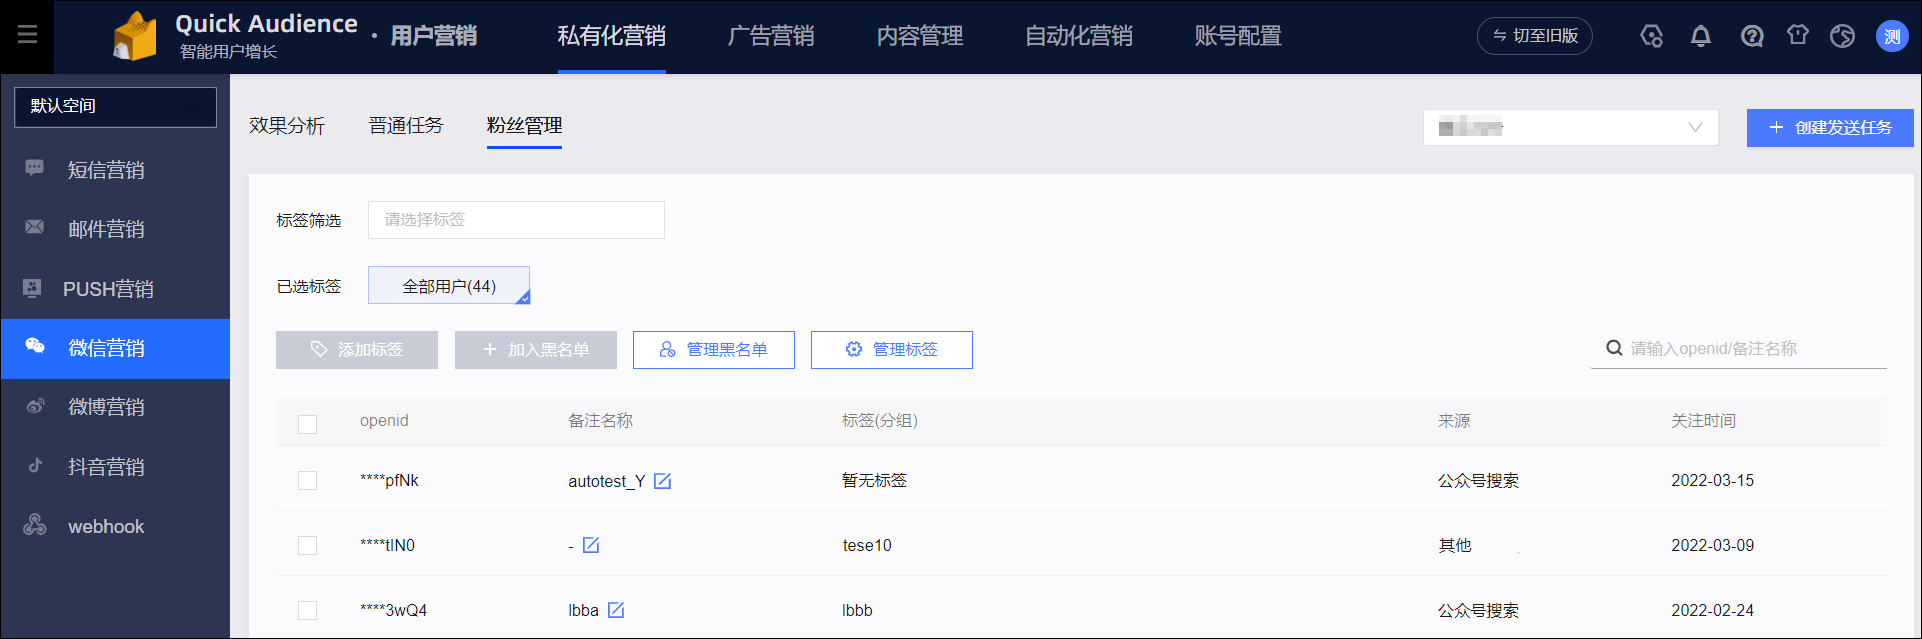 Quick Audience
智能用户增长
· 用户营销
私有化营销
广告营销
内容管理
自动化营销
账号配置
切至旧版
测
默认空间
短信营销
邮件营销
PUSH营销
微信营销
微博营销
抖音营销
webhook
效果分析
普通任务
粉丝管理
创建发送任务
标签筛选
请选择标签
已选标签
全部用户(44)
添加标签
加入黑名单
管理黑名单
管理标签
请输入openid/备注名称
openid 备注名称 标签(分组) 来源 关注时间
****pfNk autotest_Y 暂无标签 公众号搜索 2022-03-15
****tIN0 - tese10 其他 2022-03-09
****3wQ4 lbba lbbb 公众号搜索 2022-02-24